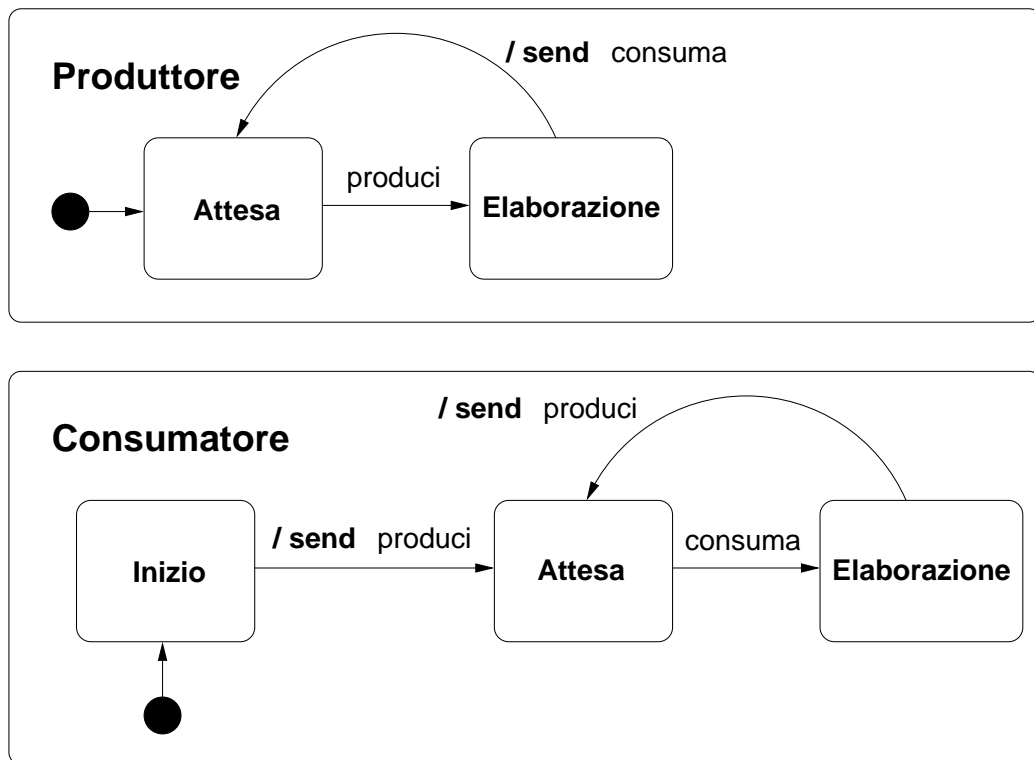 / send consuma
Produttore
produci
Attesa
Elaborazione
/ send produci
Consumatore
/ send produci
consuma
Inizio
Attesa
Elaborazione